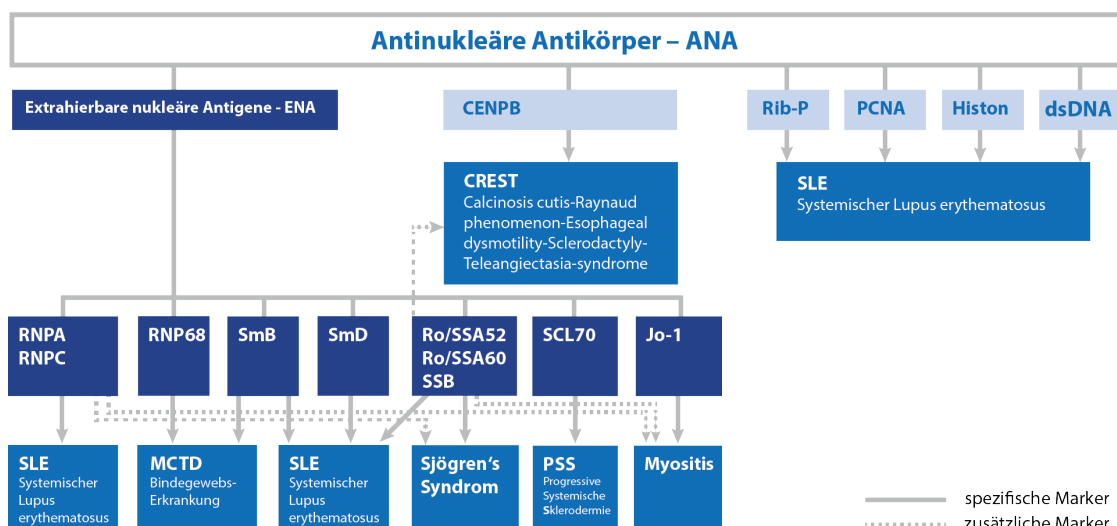 Antinukleäre Antikörper – ANA
Extrahierbare nukleäre Antigene - ENA
CENPB
Rib-P
PCNA
Histon
dsDNA
CREST
Calcinosis cutis-Raynaud
phenomenon-Esophageal
dysmotility-Sclerodactyly-
Teleangiectasia-syndrome
SLE
Systemischer Lupus erythematosus
RNPA
RNPC
RNP68
SmB
SmD
Ro/SSA52
Ro/SSA60
SSB
SCL70
Jo-1
SLE
Systemischer
Lupus
erythematosus
MCTD
Bindegewebs-
Erkrankung
SLE
Systemischer
Lupus
erythematosus
Sjögren's
Syndrom
PSS
Progressive
Systemische
Sklerodermie
Myositis
spezifische Marker
zusätzliche Marker